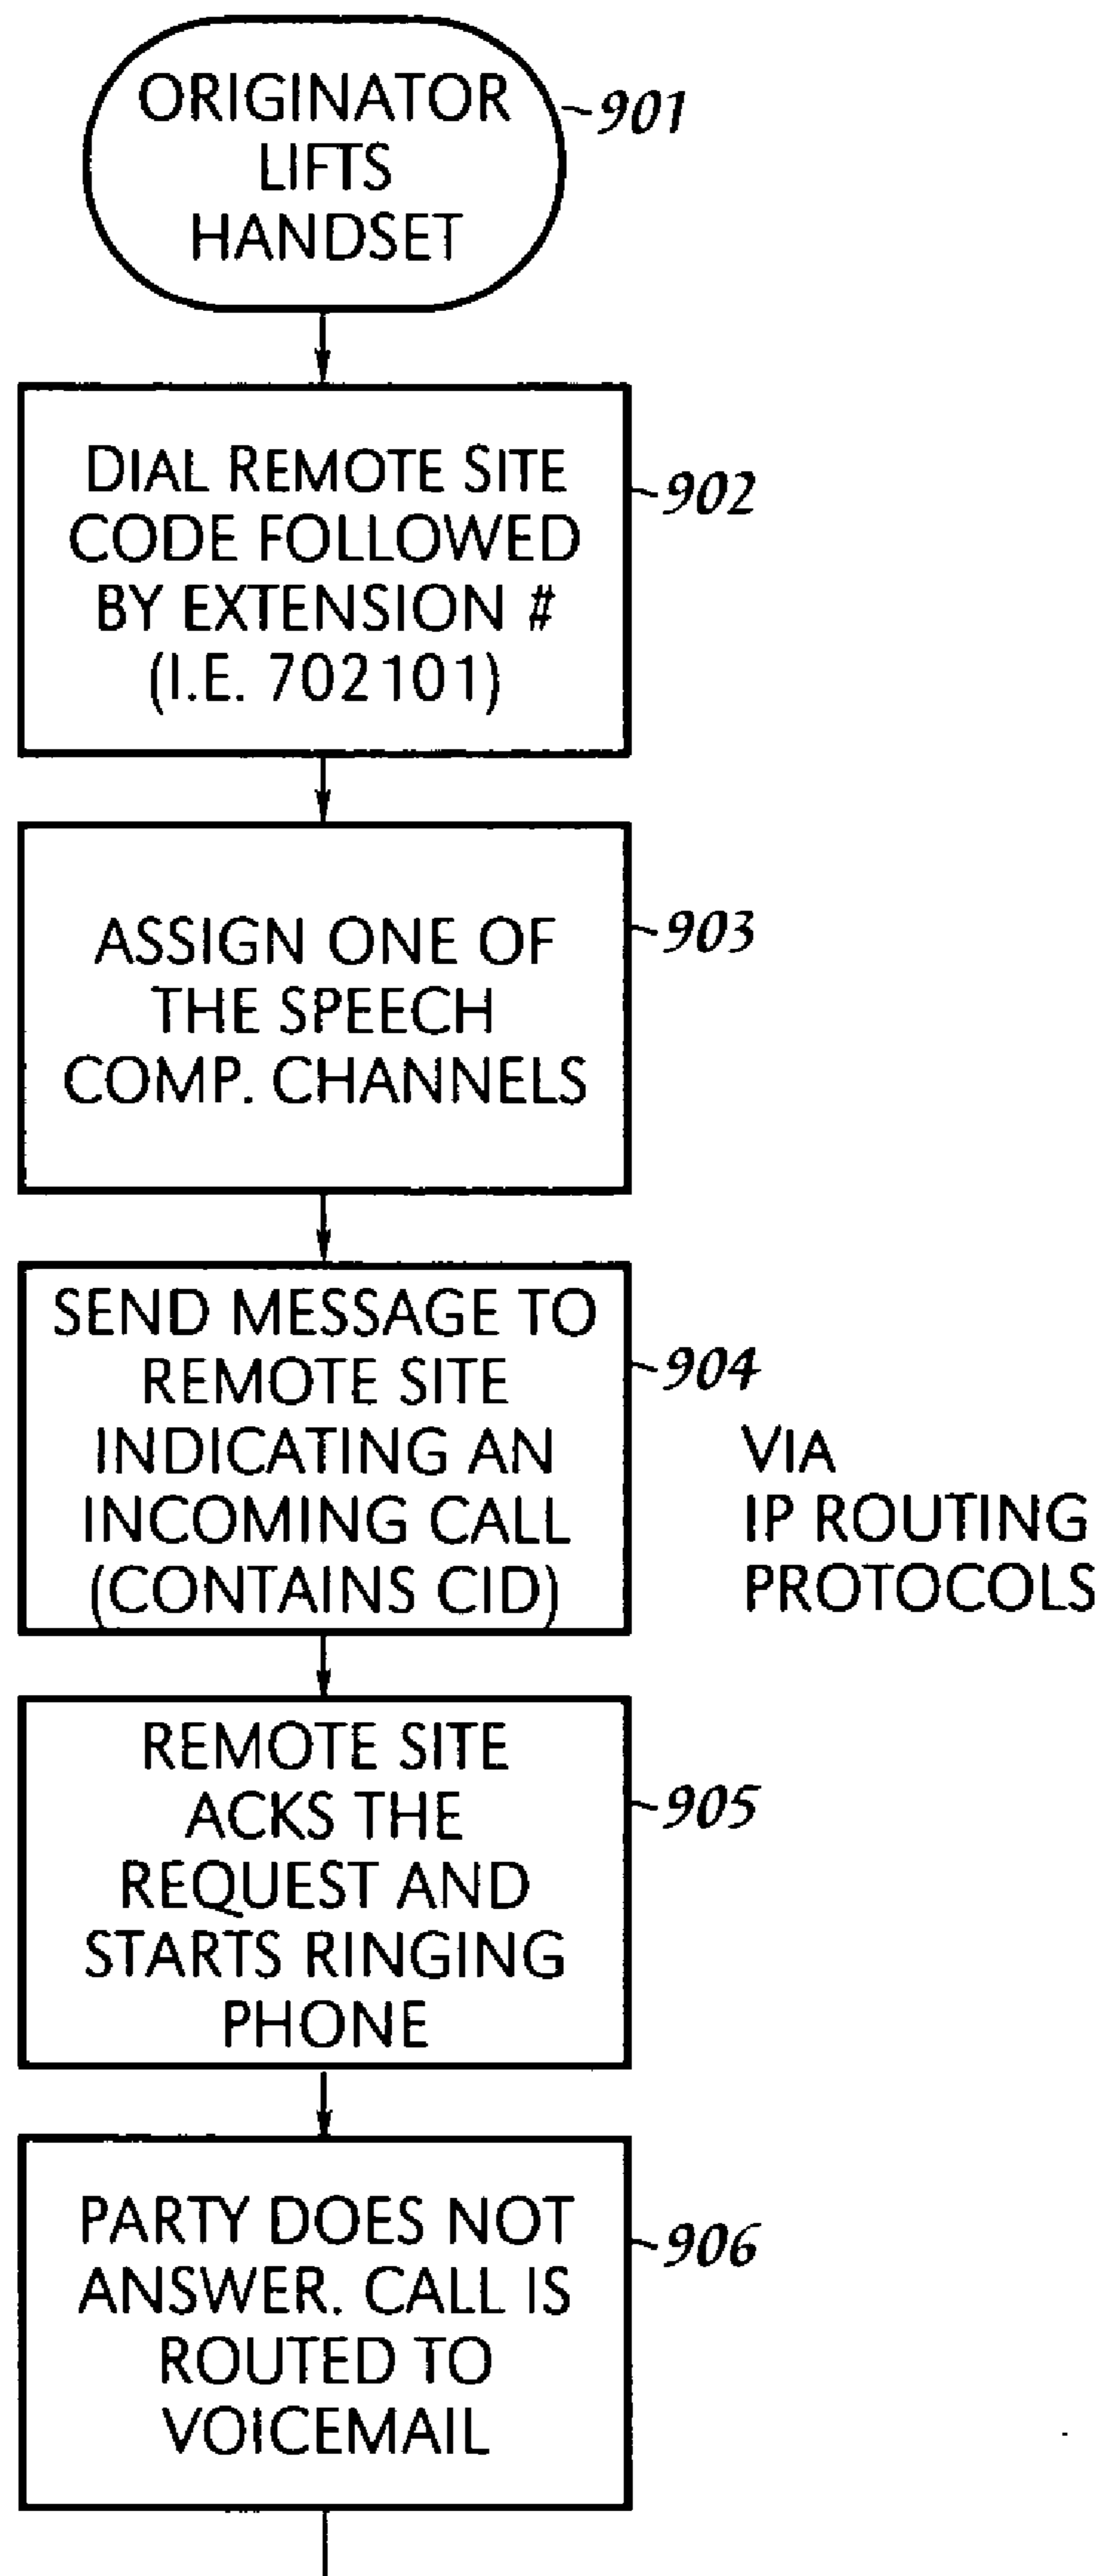 ORIGINATOR
LIFTS
HANDSET
901
DIAL REMOTE SITE
CODE FOLLOWED
BY EXTENSION #
(I.E. 702101)
902
ASSIGN ONE OF
THE SPEECH
COMP. CHANNELS
903
SEND MESSAGE TO
REMOTE SITE
INDICATING AN
INCOMING CALL
(CONTAINS CID)
904
VIA
IP ROUTING
PROTOCOLS
REMOTE SITE
ACKS THE
REQUEST AND
STARTS RINGING
PHONE
905
PARTY DOES NOT
ANSWER. CALL IS
ROUTED TO
VOICEMAIL
906